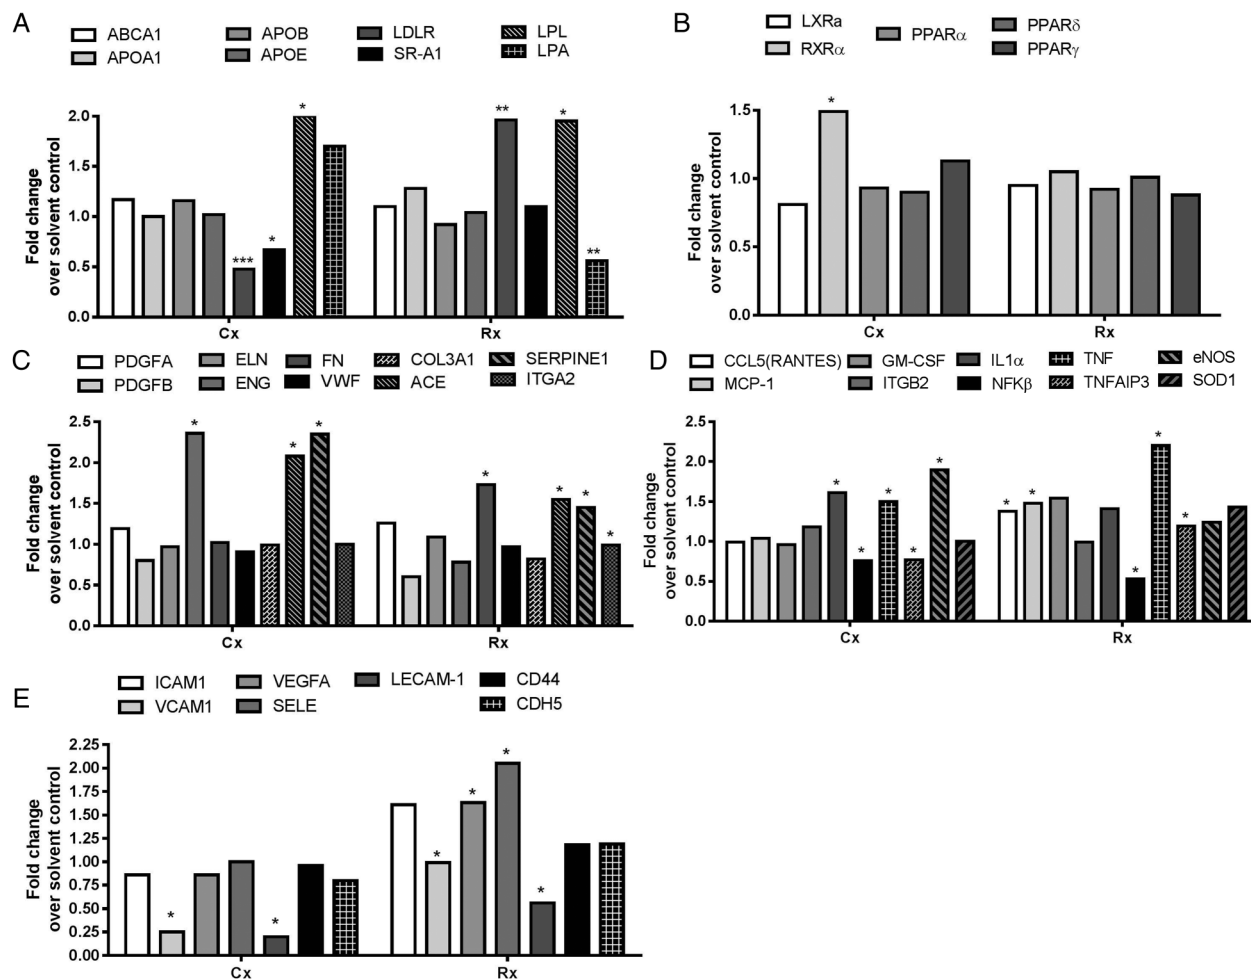 A
ABCA1 APOB LDLR LPL
APOA1 APOE SR-A1 LPA
Fold change
over solvent control
2.0
1.5
1.0
0.5
0.0
*** * * ** * **
Cx Rx
B
LXRa PPARα PPARδ
RXRα PPARγ
Fold change
over solvent control
1.5
1.0
0.5
0.0
*
Cx Rx
C
PDGFA ELN FN COL3A1 SERPINE1
PDGFB ENG VWF ACE ITGA2
Fold change
over solvent control
2.5
2.0
1.5
1.0
0.5
0.0
* * * * * * *
Cx Rx
D
CCL5(RANTES) GM-CSF IL1α TNF eNOS
MCP-1 ITGB2 NFKβ TNFAIP3 SOD1
Fold change
over solvent control
2.5
2.0
1.5
1.0
0.5
0.0
* * * * * * * * * *
Cx Rx
E
ICAM1 VEGFA LECAM-1 CD44
VCAM1 SELE CDH5
Fold change
over solvent control
2.25
2.00
1.75
1.50
1.25
1.00
0.75
0.50
0.25
0.00
* * * * * *
Cx Rx